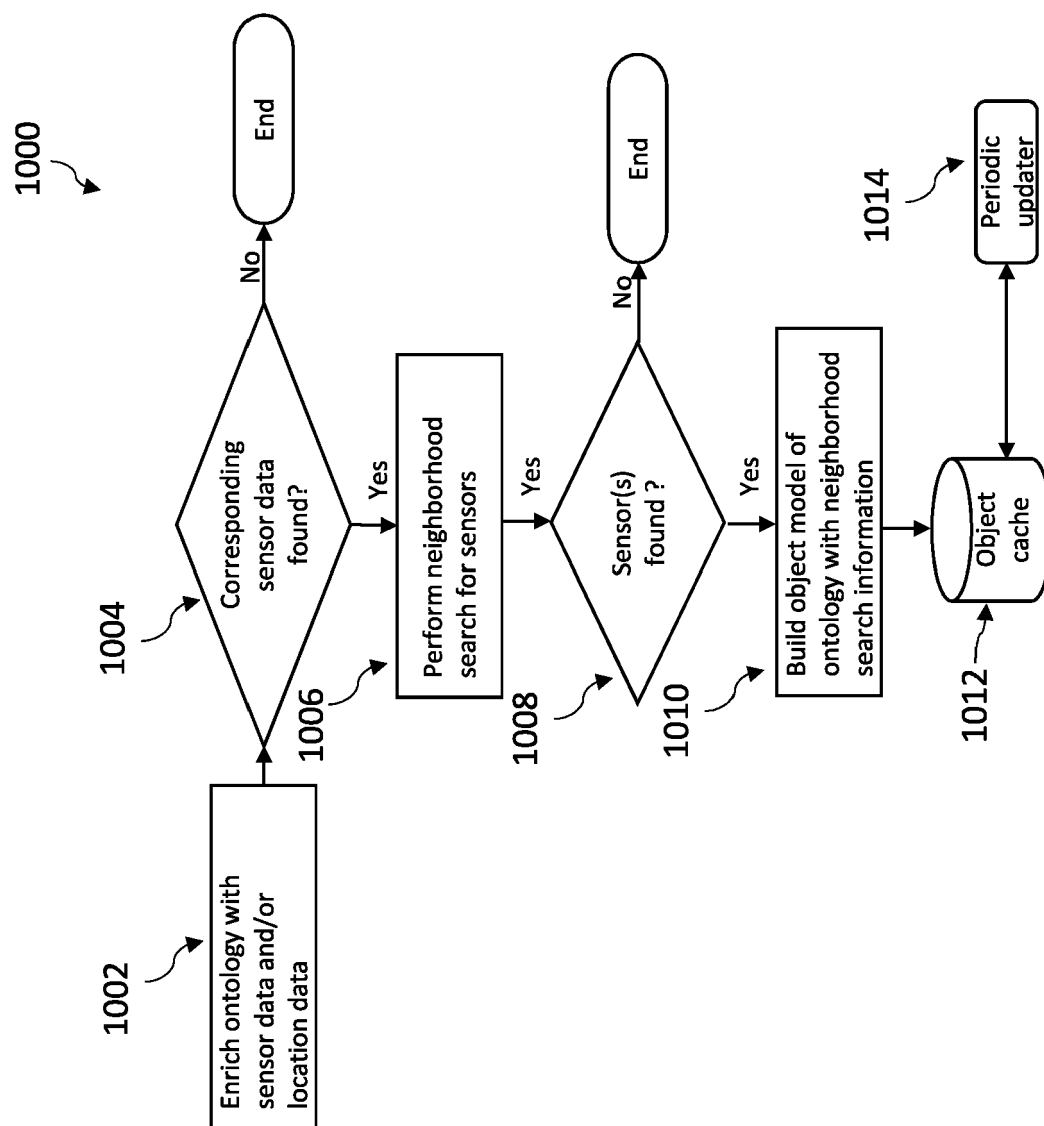 1000
1002
Enrich ontology with
sensor data and/or
location data
1004
Corresponding
sensor data
found?
No
End
Yes
1006
Perform neighborhood
search for sensors
Yes
1008
Sensor(s)
found ?
No
End
Yes
1010
Build object model of
ontology with neighborhood
search information
1012
Object
cache
1014
Periodic
updater